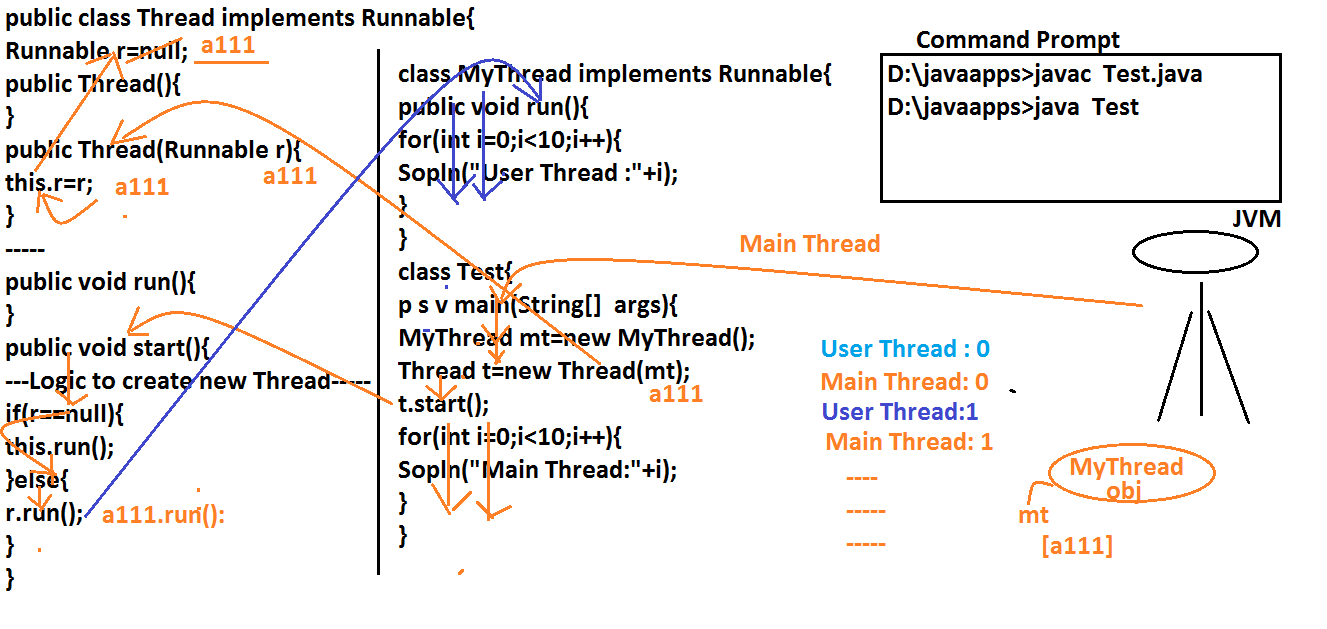 public class Thread implements Runnable{
Runnable r=null; a111
public Thread(){
}
public Thread(Runnable r){
a111
this.r=r; a111
}
-----
public void run(){
}
public void start(){
---Logic to create new Thread-----
if(r==null){
this.run();
}else{
r.run(); a111.run():
}
}
class MyThread implements Runnable{
public void run(){
for(int i=0;i<10;i++){
Sopln("User Thread :"+i);
}
}
class Test{
p s v main(String[] args){
MyThread mt=new MyThread();
Thread t=new Thread(mt);
a111
t.start();
for(int i=0;i<10;i++){
Sopln("Main Thread:"+i);
}
}
Command Prompt
D:\javaapps>javac Test.java
D:\javaapps>java Test
JVM
Main Thread
User Thread : 0
Main Thread: 0
User Thread:1
Main Thread: 1
----
-----
-----
MyThread
obj
mt
[a111]